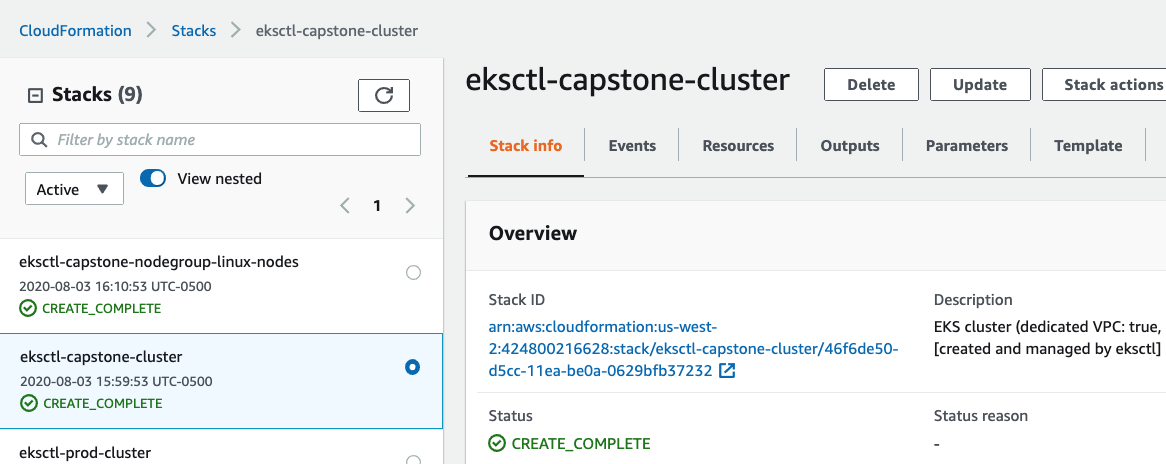 CloudFormation > Stacks > eksctl-capstone-cluster
Stacks (9)
Filter by stack name
Active
View nested
1
eksctl-capstone-nodegroup-linux-nodes
2020-08-03 16:10:53 UTC-0500
CREATE_COMPLETE
eksctl-capstone-cluster
2020-08-03 15:59:53 UTC-0500
CREATE_COMPLETE
eksctl-prod-cluster
eksctl-capstone-cluster
Delete
Update
Stack actions
Stack info
Events
Resources
Outputs
Parameters
Template
Overview
Stack ID
arn:aws:cloudformation:us-west-
2:424800216628:stack/eksctl-capstone-cluster/46f6de50-
d5cc-11ea-be0a-0629bfb37232
Description
EKS cluster (dedicated VPC: true,
[created and managed by eksctl]
Status
CREATE_COMPLETE
Status reason
-